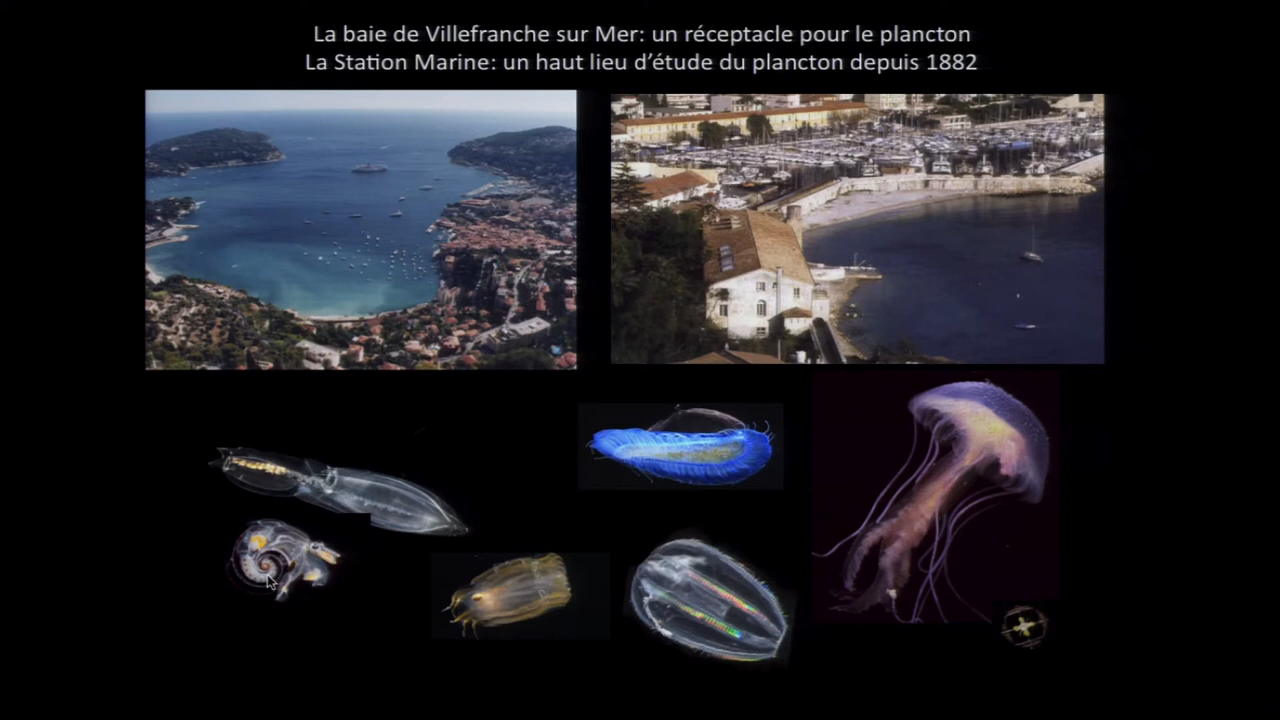 La baie de Villefranche sur Mer: un réceptacle pour le plancton
La Station Marine: un haut lieu d'étude du plancton depuis 1882